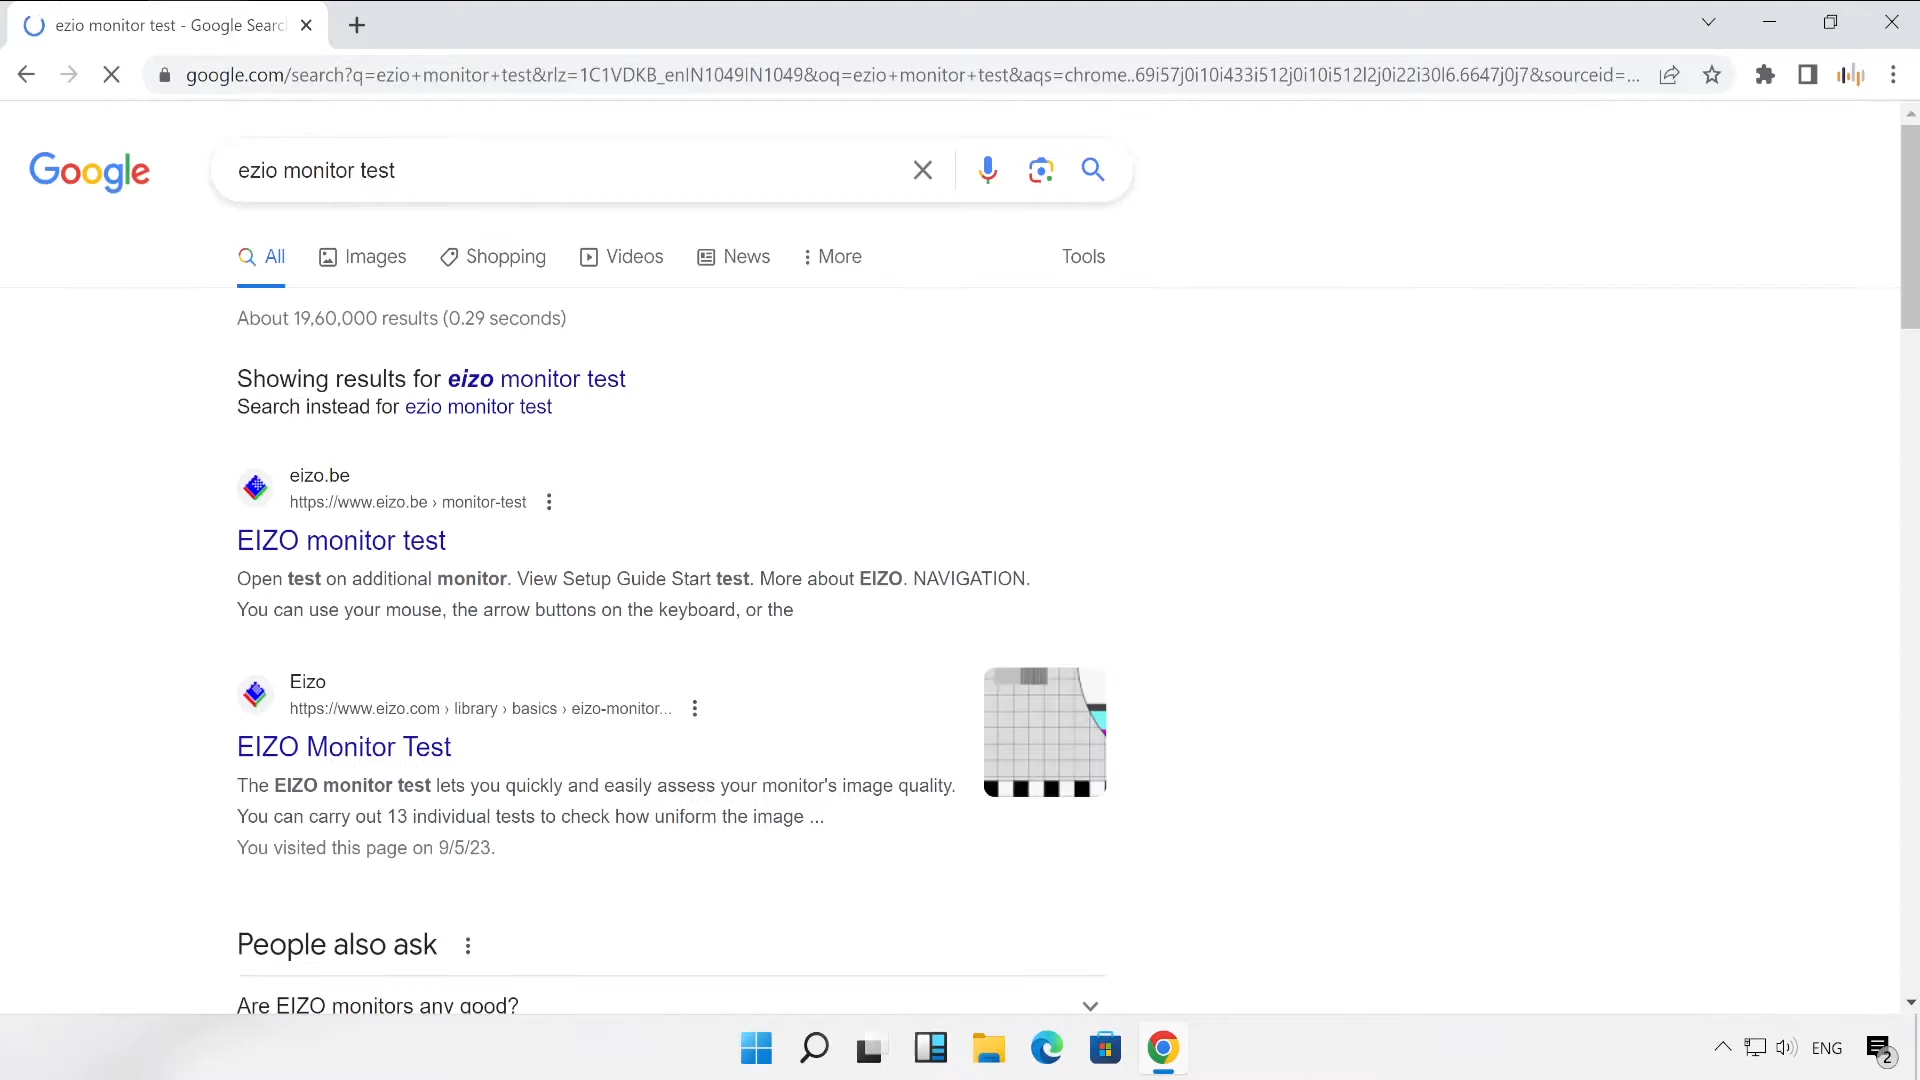 ezio monitor test - Google Searc
google.com/search?q=ezio+monitor+test&rlz=1C1VDKB_enIN1049IN1049&oq=ezio+monitor+test&aqs=chrome..69i57j0i10i433i512j0i10i512l2j0i22i30l6.6647j0j7&sourceid=...
Google
ezio monitor test
All Images Shopping Videos News More Tools
About 19,60,000 results (0.29 seconds)
Showing results for eizo monitor test
Search instead for ezio monitor test
eizo.be
https://www.eizo.be › monitor-test
EIZO monitor test
Open test on additional monitor. View Setup Guide Start test. More about EIZO. NAVIGATION.
You can use your mouse, the arrow buttons on the keyboard, or the
Eizo
https://www.eizo.com › library › basics › eizo-monitor...
EIZO Monitor Test
The EIZO monitor test lets you quickly and easily assess your monitor's image quality.
You can carry out 13 individual tests to check how uniform the image ...
You visited this page on 9/5/23.
People also ask
Are EIZO monitors any good?
ENG
2